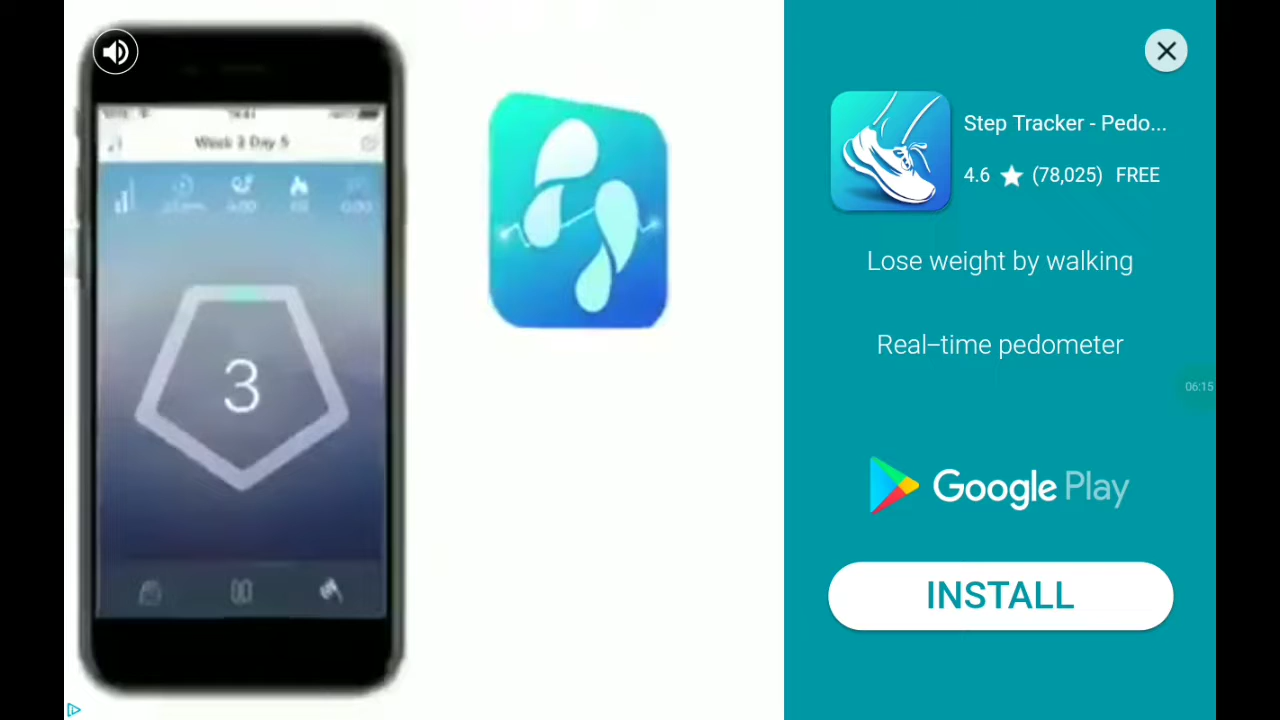 Week 3 Day 5
3
Step Tracker - Pedo...
4.6 ★ (78,025) FREE
Lose weight by walking
Real-time pedometer
06:15
Google Play
INSTALL